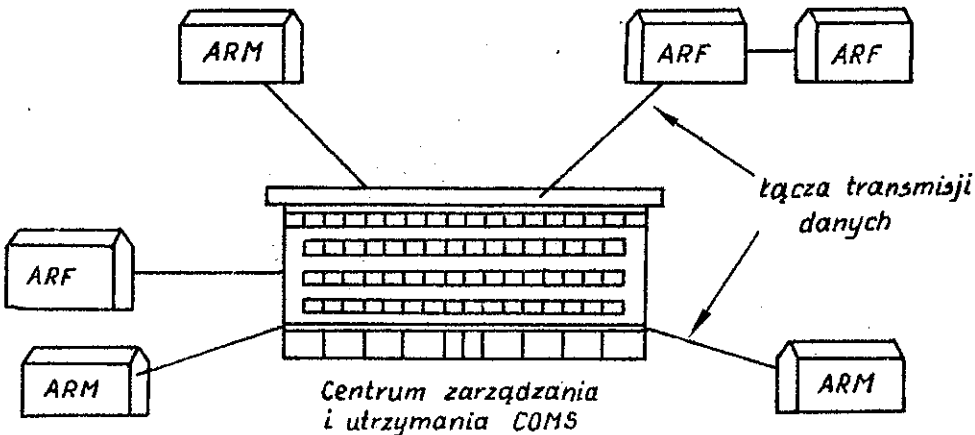 ARM
ARF
ARF
łącza transmisji
danych
ARF
ARM
ARM
Centrum zarządzania
i utrzymania COMS